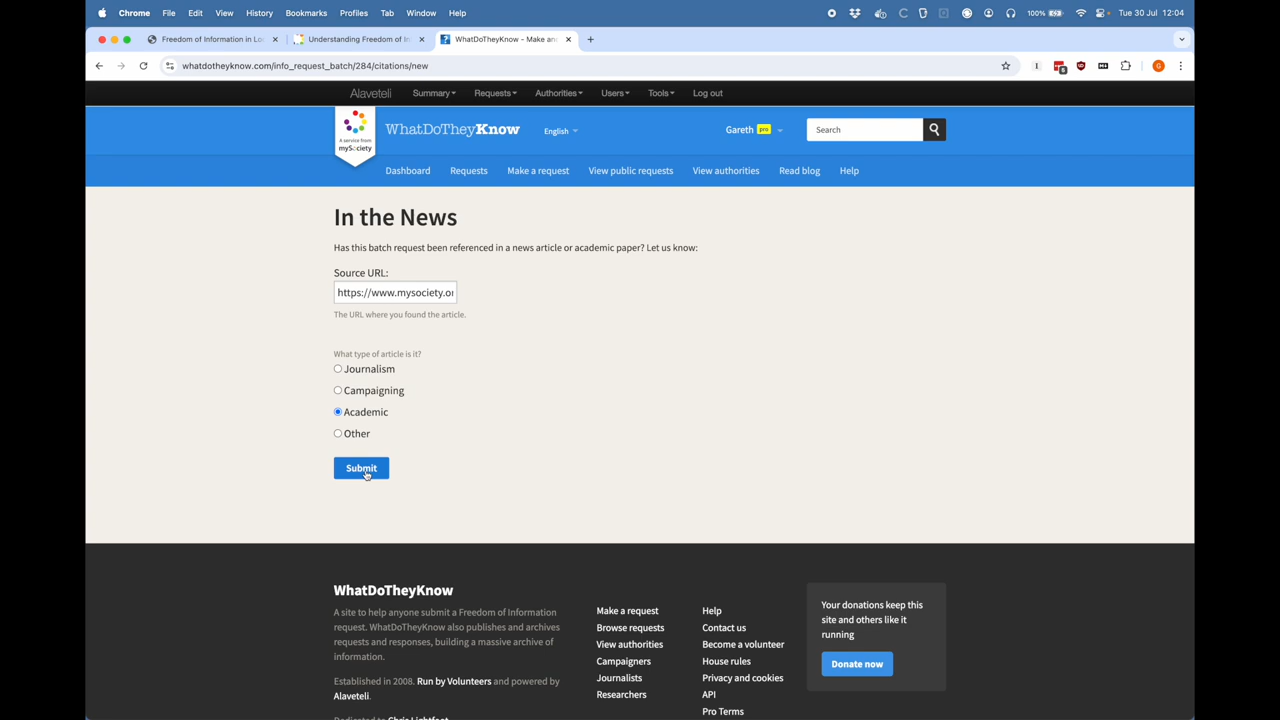 Chrome File Edit View History Bookmarks Profiles Tab Window Help 100% Tue 30 Jul 12:04
Freedom of Information in Lo
Understanding Freedom of In
WhatDoTheyKnow - Make an
whatdotheyknow.com/info_request_batch/284/citations/new
Alaveteli Summary Requests Authorities Users Tools Log out
A service from
mySociety
WhatDoTheyKnow English Gareth pro Search
Dashboard Requests Make a request View public requests View authorities Read blog Help
In the News
Has this batch request been referenced in a news article or academic paper? Let us know:
Source URL:
https://www.mysociety.or
The URL where you found the article.
What type of article is it?
Journalism
Campaigning
Academic
Other
Submit
WhatDoTheyKnow
A site to help anyone submit a Freedom of Information
request. WhatDoTheyKnow also publishes and archives
requests and responses, building a massive archive of
information.
Established in 2008. Run by Volunteers and powered by
Alaveteli.
Dedicated to Chris Lightfoot
Make a request
Browse requests
View authorities
Campaigners
Journalists
Researchers
Help
Contact us
Become a volunteer
House rules
Privacy and cookies
API
Pro Terms
Your donations keep this
site and others like it
running
Donate now